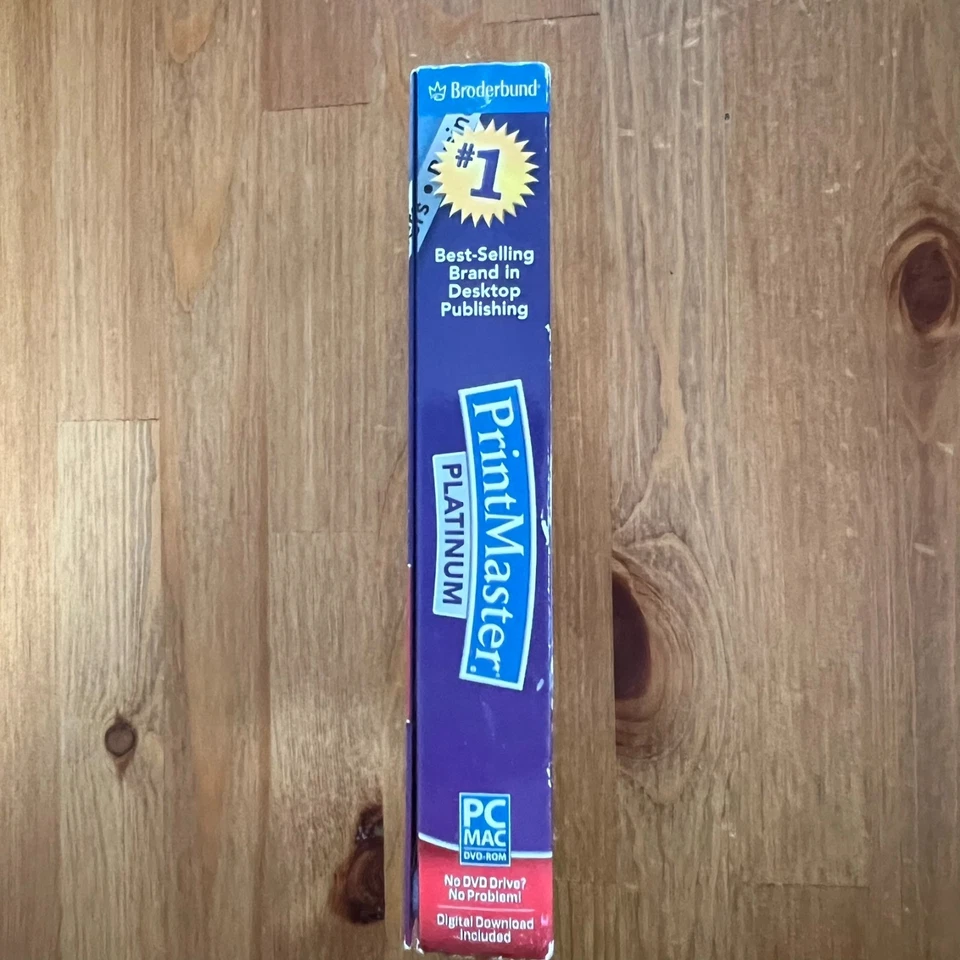 Broderbund
#1
Best-Selling
Brand in
Desktop
Publishing
PrintMaster
PLATINUM
PC
MAC
DVD-ROM
No DVD Drive?
No Problem!
Digital Download
Included